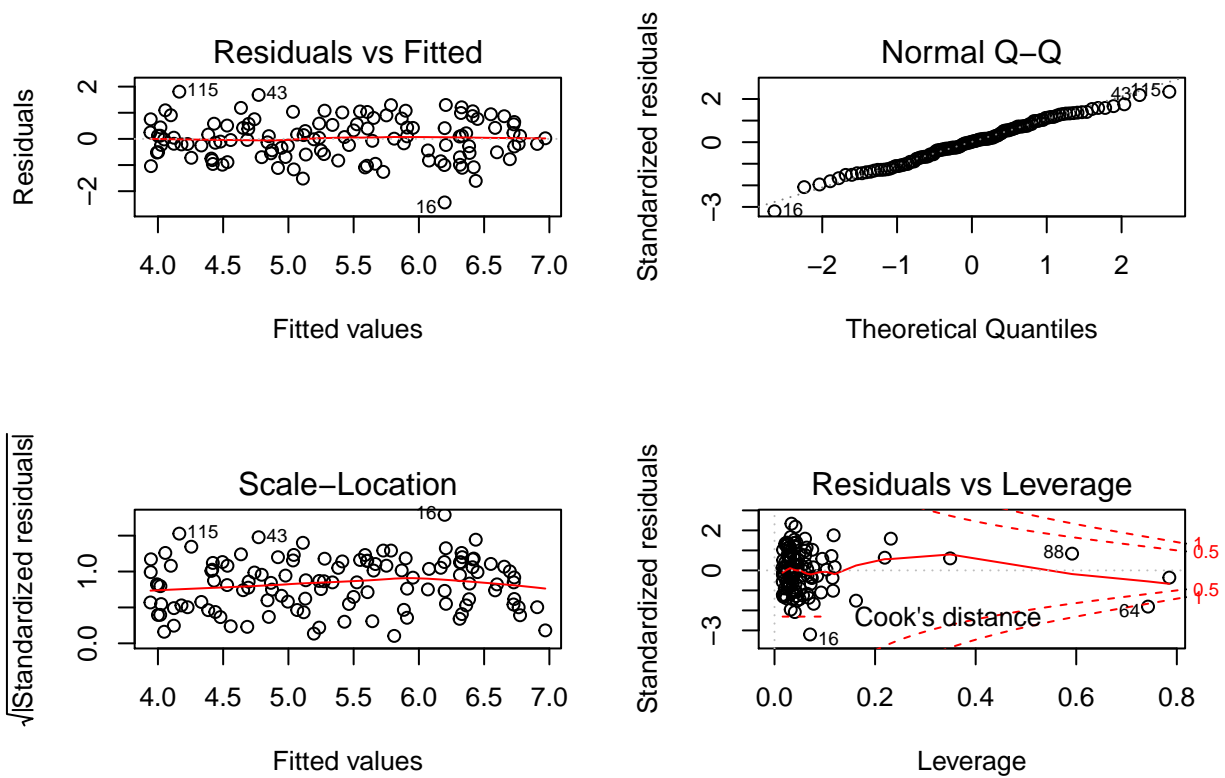 Residuals vs Fitted
Residuals
2
0
−2
115
43
16
4.0 4.5 5.0 5.5 6.0 6.5 7.0
Fitted values
Normal Q−Q
Standardized residuals
2
0
−3
43
115
16
−2 −1 0 1 2
Theoretical Quantiles
Scale−Location
√|Standardized residuals|
1.0
0.0
115
43
16
4.0 4.5 5.0 5.5 6.0 6.5 7.0
Fitted values
Residuals vs Leverage
Standardized residuals
2
0
−3
88
64
16
Cook's distance
1
0.5
0.5
1
0.0 0.2 0.4 0.6 0.8
Leverage